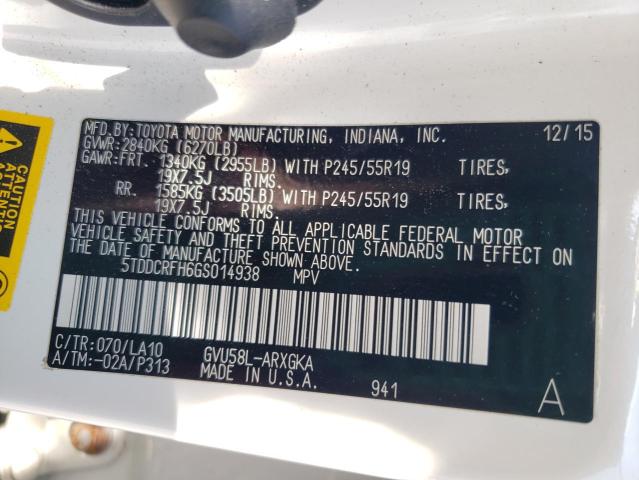 CAUTION
ATTENTION
MFD.BY:TOYOTA MOTOR MANUFACTURING, INDIANA, INC. 12/15
GVWR:2840KG (6270LB)
GAWR:FRT. 1340KG (2955LB) WITH P245/55R19 TIRES,
19X7.5J RIMS.
RR. 1585KG (3505LB) WITH P245/55R19 TIRES,
19X7.5J RIMS.
THIS VEHICLE CONFORMS TO ALL APPLICABLE FEDERAL MOTOR
VEHICLE SAFETY AND THEFT PREVENTION STANDARDS IN EFFECT ON
THE DATE OF MANUFACTURE SHOWN ABOVE.
5TDDCRFH6GS014938 MPV
C/TR:070/LA10 GVU58L-ARXGKA
A/TM:-02A/P313 MADE IN U.S.A. 941 A